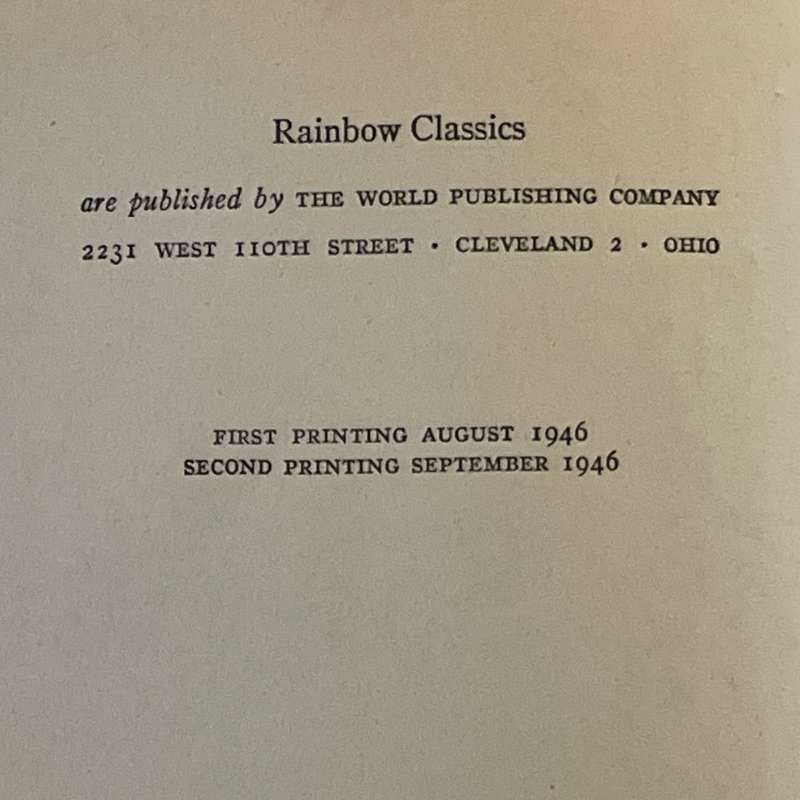 Rainbow Classics
are published by THE WORLD PUBLISHING COMPANY
2231 WEST 110TH STREET · CLEVELAND 2 · OHIO
FIRST PRINTING AUGUST 1946
SECOND PRINTING SEPTEMBER 1946